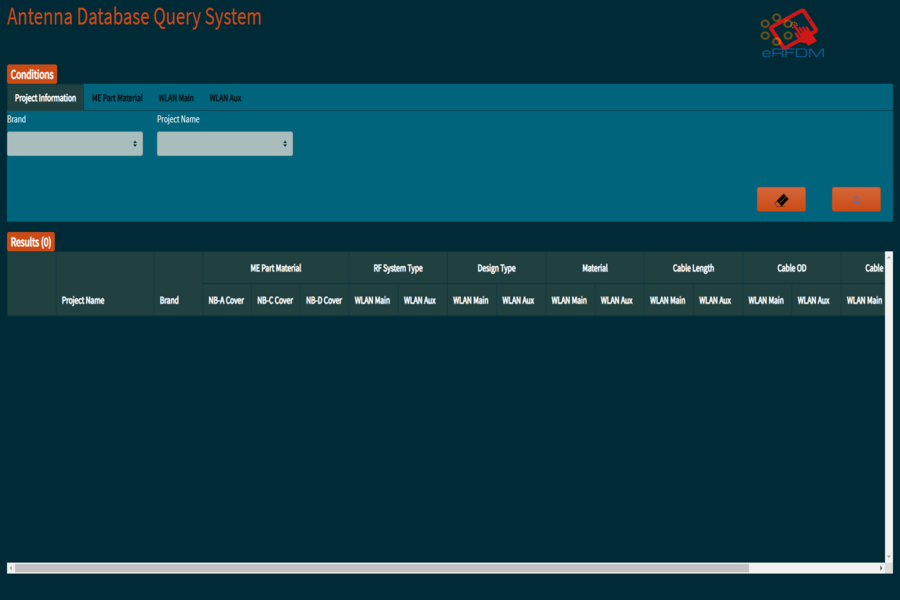 Antenna Database Query System
eRFDM
Conditions
Project Information ME Part Material WLAN Main WLAN Aux
Brand Project Name
Results (0)
ME Part Material RF System Type Design Type Material Cable Length Cable OD Cable
Project Name Brand NB-A Cover NB-C Cover NB-D Cover WLAN Main WLAN Aux WLAN Main WLAN Aux WLAN Main WLAN Aux WLAN Main WLAN Aux WLAN Main WLAN Aux WLAN Main